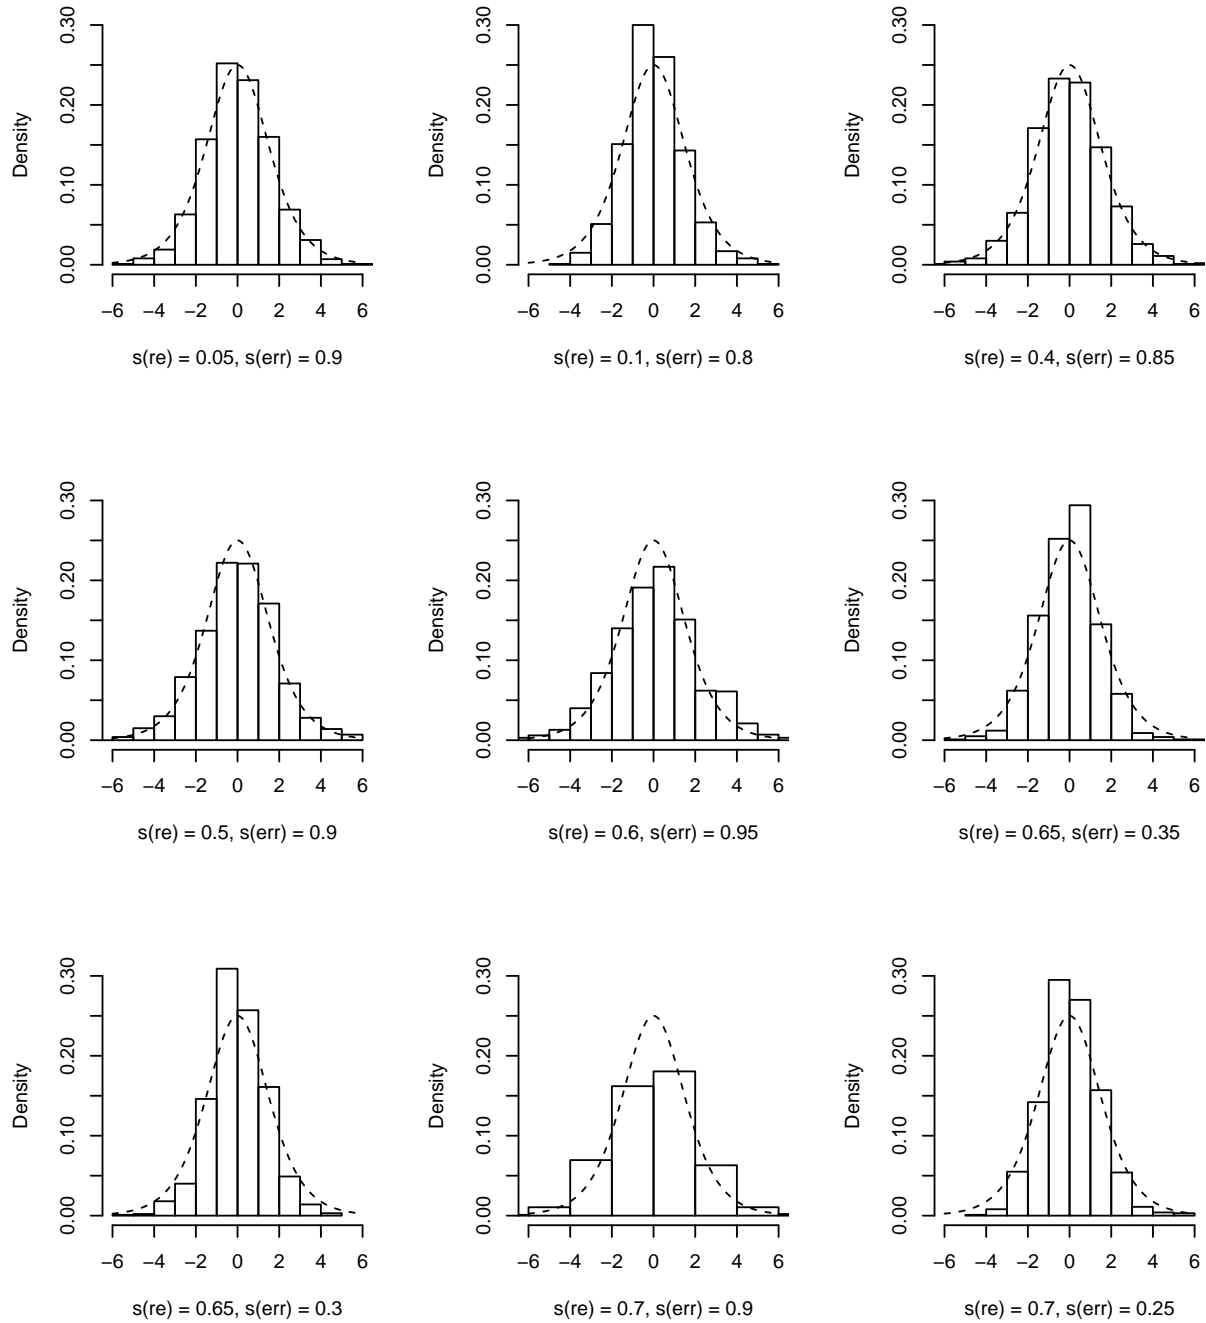 Density
0.00 0.10 0.20 0.30
−6 −4 −2 0 2 4 6
s(re) = 0.05, s(err) = 0.9
Density
0.00 0.10 0.20 0.30
−6 −4 −2 0 2 4 6
s(re) = 0.1, s(err) = 0.8
Density
0.00 0.10 0.20 0.30
−6 −4 −2 0 2 4 6
s(re) = 0.4, s(err) = 0.85
Density
0.00 0.10 0.20 0.30
−6 −4 −2 0 2 4 6
s(re) = 0.5, s(err) = 0.9
Density
0.00 0.10 0.20 0.30
−6 −4 −2 0 2 4 6
s(re) = 0.6, s(err) = 0.95
Density
0.00 0.10 0.20 0.30
−6 −4 −2 0 2 4 6
s(re) = 0.65, s(err) = 0.35
Density
0.00 0.10 0.20 0.30
−6 −4 −2 0 2 4 6
s(re) = 0.65, s(err) = 0.3
Density
0.00 0.10 0.20 0.30
−6 −4 −2 0 2 4 6
s(re) = 0.7, s(err) = 0.9
Density
0.00 0.10 0.20 0.30
−6 −4 −2 0 2 4 6
s(re) = 0.7, s(err) = 0.25